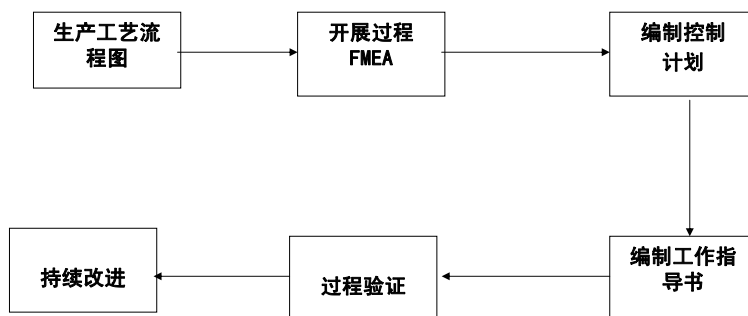 生产工艺流
程图
开展过程
FMEA
编制控制
计划
编制工作指
导书
过程验证
持续改进